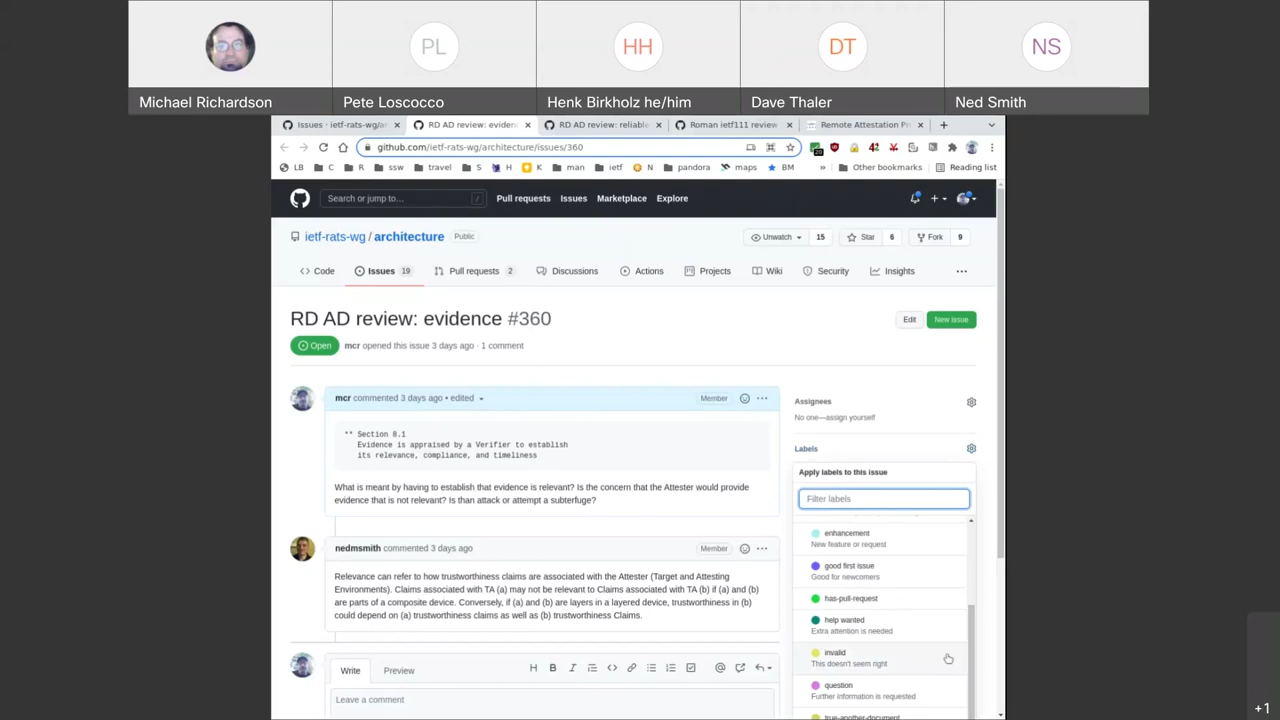 PL
HH
DT
NS
Michael Richardson
Pete Loscocco
Henk Birkholz he/him
Dave Thaler
Ned Smith
Issues · ietf-rats-wg/ar
RD AD review: eviden
RD AD review: reliable
Roman ietf111 review
Remote Attestation Pr
github.com/ietf-rats-wg/architecture/issues/360
LB
C
R
ssw
travel
S
H
K
man
ietf
N
pandora
maps
BM
»
Other bookmarks
Reading list
Search or jump to…
/
Pull requests
Issues
Marketplace
Explore
ietf-rats-wg / architecture
Public
Unwatch
15
Star
6
Fork
9
Code
Issues 19
Pull requests 2
Discussions
Actions
Projects
Wiki
Security
Insights
RD AD review: evidence #360
Edit
New issue
Open
mcr opened this issue 3 days ago · 1 comment
mcr commented 3 days ago • edited
Member
** Section 8.1
Evidence is appraised by a Verifier to establish
its relevance, compliance, and timeliness
What is meant by having to establish that evidence is relevant? Is the concern that the Attester would provide
evidence that is not relevant? Is than attack or attempt a subterfuge?
nedmsmith commented 3 days ago
Member
Relevance can refer to how trustworthiness claims are associated with the Attester (Target and Attesting
Environments). Claims associated with TA (a) may not be relevant to Claims associated with TA (b) if (a) and (b)
are parts of a composite device. Conversely, if (a) and (b) are layers in a layered device, trustworthiness in (b)
could depend on (a) trustworthiness claims as well as (b) trustworthiness Claims.
Write
Preview
H
B
I
@
Leave a comment
Assignees
No one—assign yourself
Labels
Apply labels to this issue
Filter labels
enhancement
New feature or request
good first issue
Good for newcomers
has-pull-request
help wanted
Extra attention is needed
invalid
This doesn't seem right
question
Further information is requested
true-another-document
+1